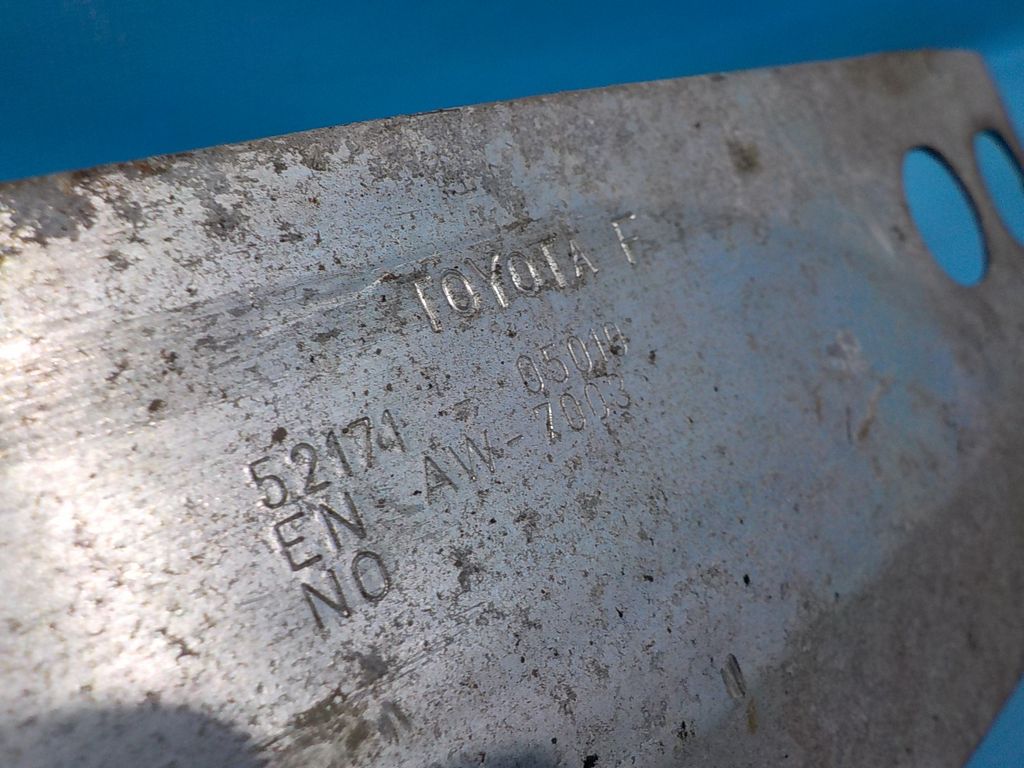 TOYOTA F
52174 05010
EN AW-7003
NO